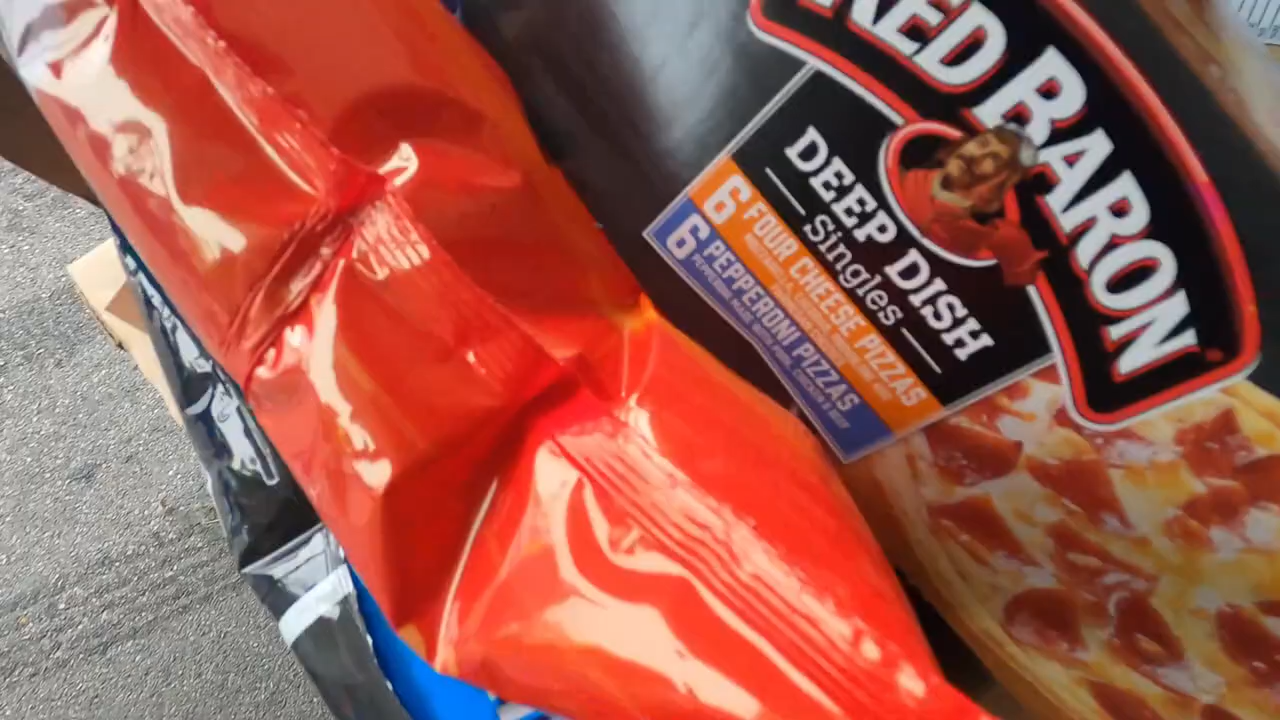 RED BARON
DEEP DISH
Singles
6 FOUR CHEESE PIZZAS
6 PEPPERONI PIZZAS